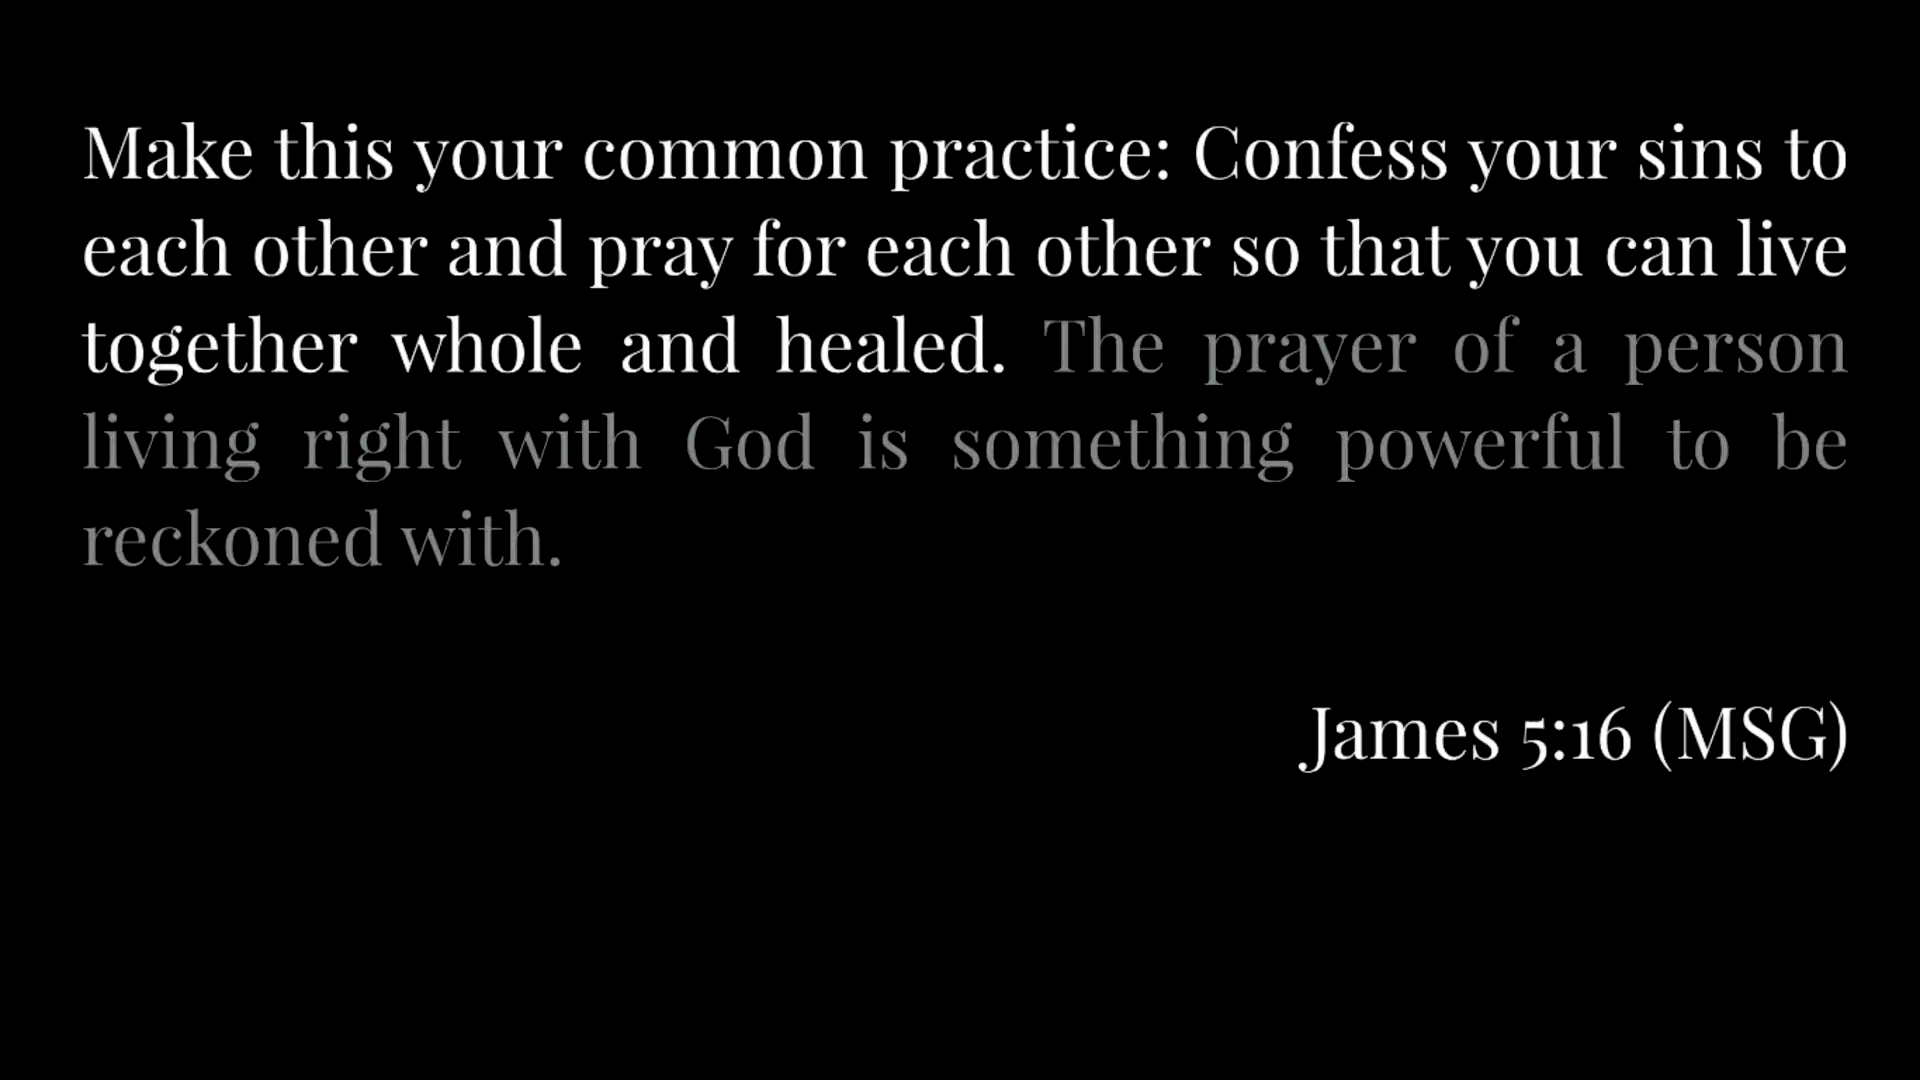 Make this your common practice: Confess your sins to
each other and pray for each other so that you can live
together whole and healed. The prayer of a person
living right with God is something powerful to be
reckoned with.
James 5:16 (MSG)